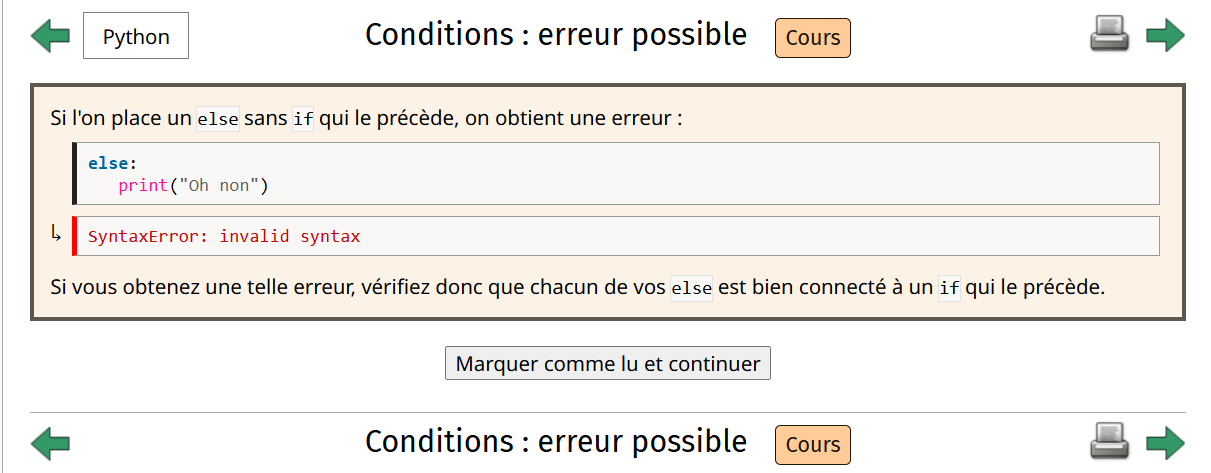 Python
Conditions : erreur possible
Cours
Si l'on place un else sans if qui le précède, on obtient une erreur :
else:
   print("Oh non")
↳
SyntaxError: invalid syntax
Si vous obtenez une telle erreur, vérifiez donc que chacun de vos else est bien connecté à un if qui le précède.
Marquer comme lu et continuer
Conditions : erreur possible
Cours